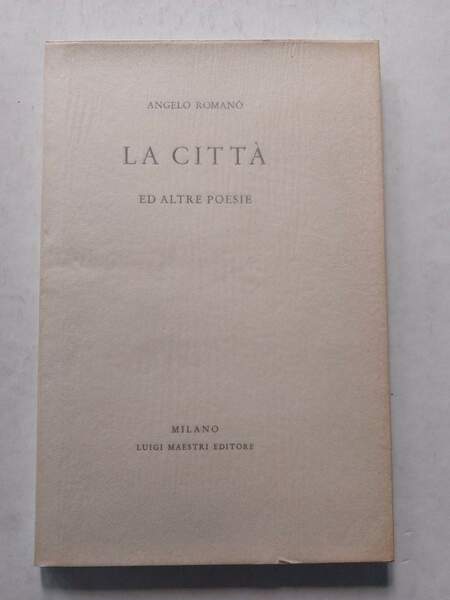 ANGELO ROMANÒ
LA CITTÀ
ED ALTRE POESIE
MILANO
LUIGI MAESTRI EDITORE